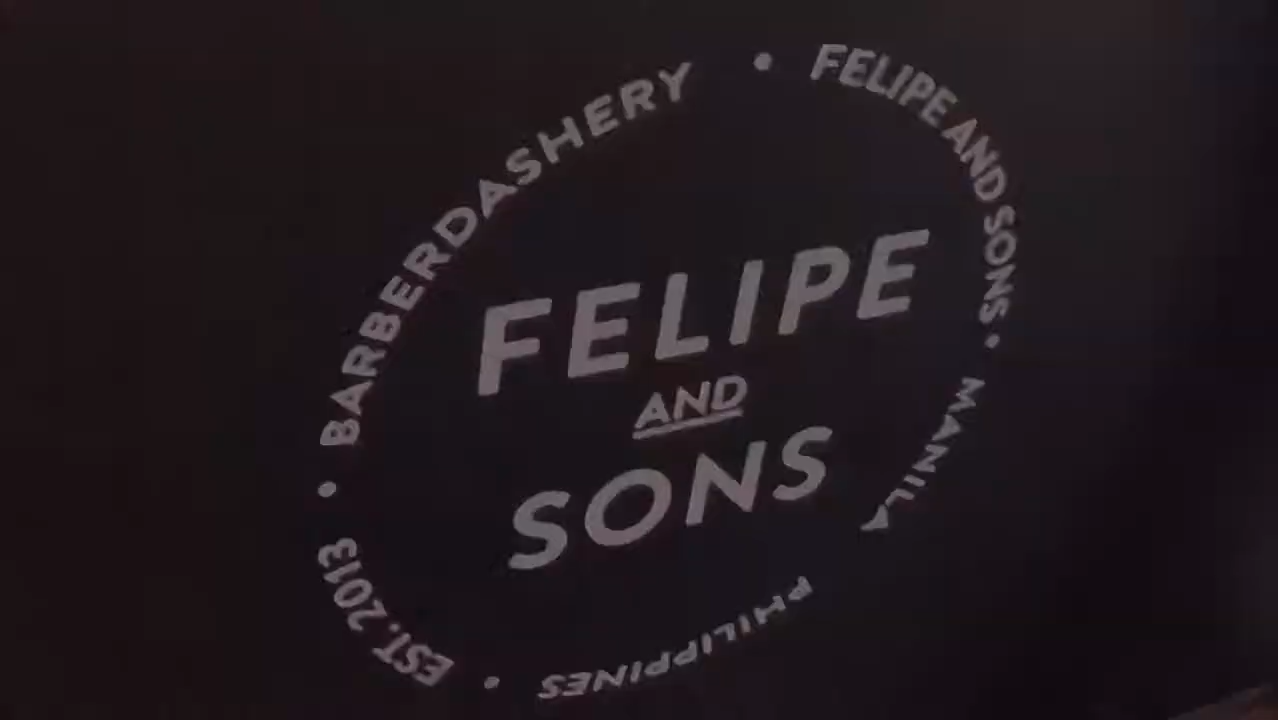 BARBERDASHERY • FELIPE AND SONS • MANILA PHILIPPINES • EST. 2013 •
FELIPE
AND
SONS